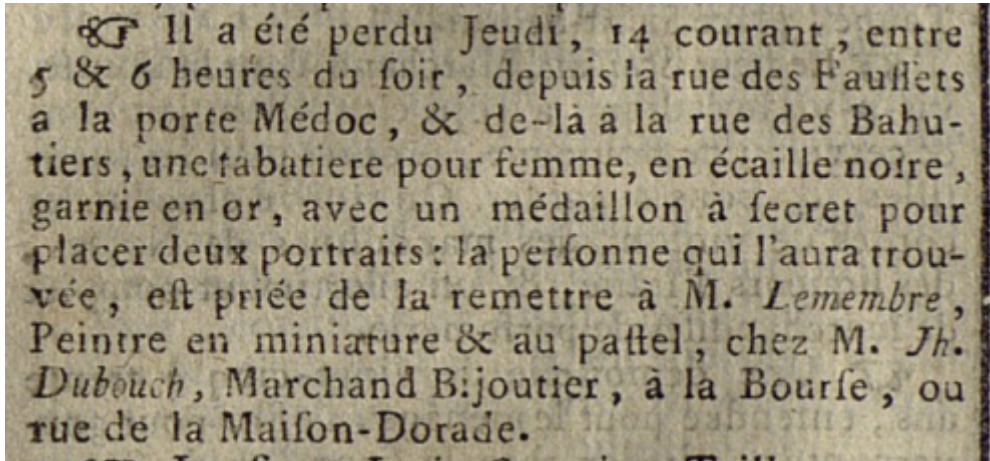 ☞ Il a été perdu Jeudi, 14 courant, entre
5 & 6 heures du ſoir, depuis la rue des Fauſſets
a la porte Médoc, & de-là à la rue des Bahu-
tiers, une tabatiere pour femme, en écaille noire,
garnie en or, avec un médaillon à ſecret pour
placer deux portraits : la perſonne qui l'aura trou-
vée, eſt priée de la remettre à M. Lemembre,
Peintre en miniature & au paſtel, chez M. Jh.
Dubouch, Marchand Bijoutier, à la Bourſe, ou
rue de la Maiſon-Dorade.